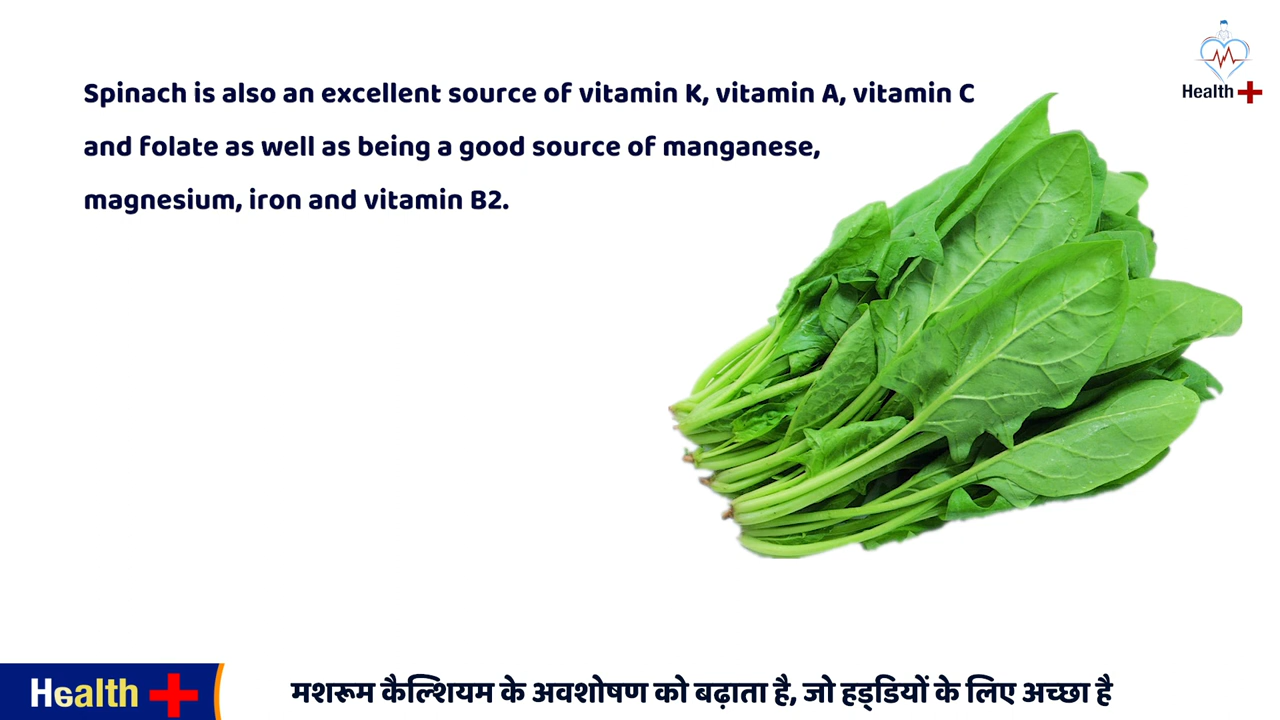 Health
Spinach is also an excellent source of vitamin K, vitamin A, vitamin C
and folate as well as being a good source of manganese,
magnesium, iron and vitamin B2.
Health
मशरूम कैल्शियम के अवशोषण को बढ़ाता है, जो हड्डियों के लिए अच्छा है